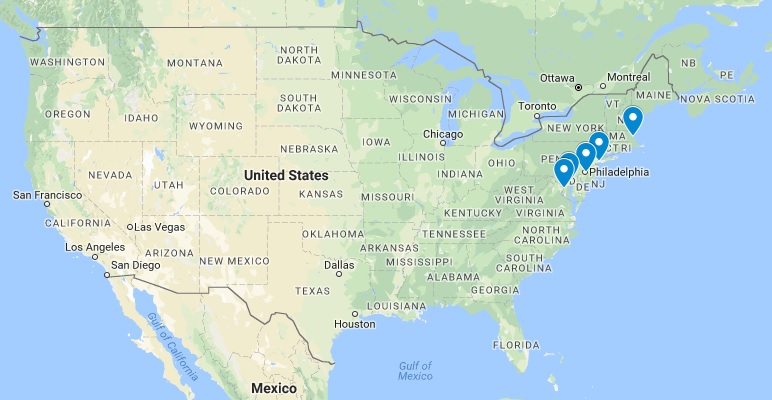 WASHINGTON
MONTANA
NORTH
DAKOTA
MINNESOTA
Ottawa
Montreal
NB
PE
MAINE
NOVA SCOTIA
VT
N
OREGON
IDAHO
WYOMING
SOUTH
DAKOTA
WISCONSIN
MICHIGAN
Toronto
NEW YORK
MA
CT
RI
Chicago
IOWA
NEBRASKA
ILLINOIS
INDIANA
OHIO
PEN
Philadelphia
D
DE
NJ
United States
NEVADA
UTAH
COLORADO
KANSAS
MISSOURI
WEST
VIRGINIA
KENTUCKY
VIRGINIA
San Francisco
CALIFORNIA
Las Vegas
Los Angeles
ARIZONA
NEW MEXICO
OKLAHOMA
ARKANSAS
TENNESSEE
NORTH
CAROLINA
San Diego
Dallas
MISSISSIPPI
ALABAMA
SOUTH
CAROLINA
TEXAS
LOUISIANA
GEORGIA
Houston
Gulf of
California
FLORIDA
Gulf of
Mexico
Mexico